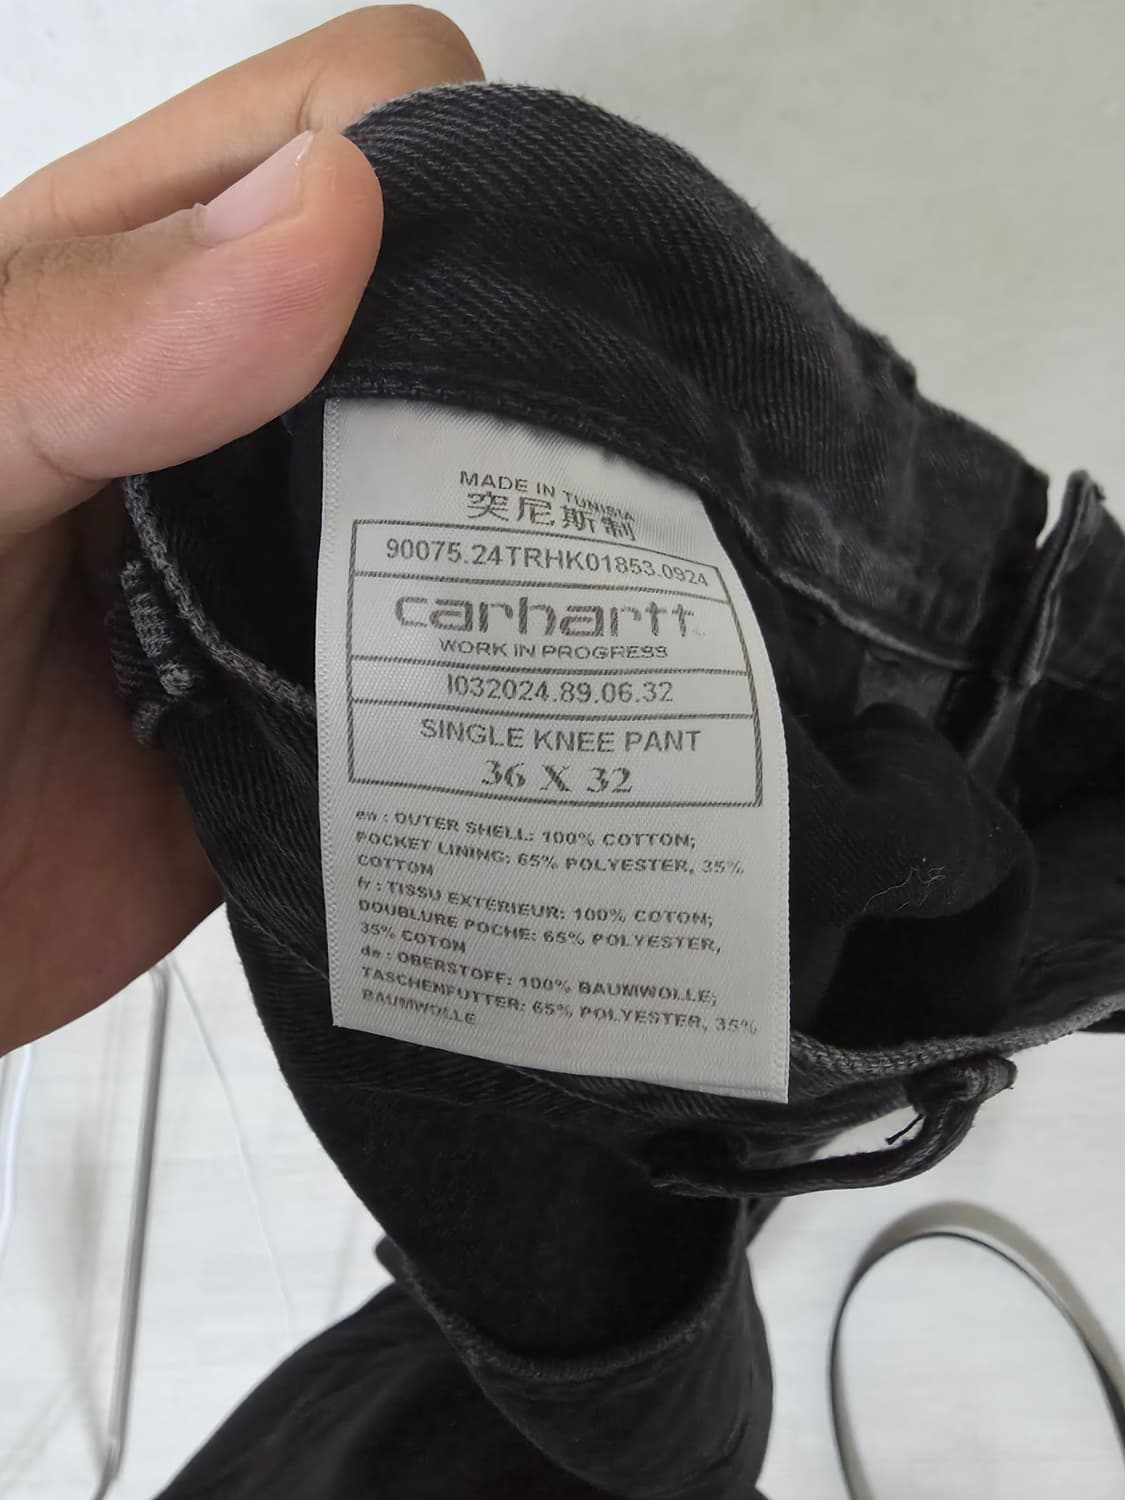 MADE IN TUNISIA
突尼斯制
90075.24TRHK01853.0924
carhartt
WORK IN PROGRESS
I032024.89.06.32
SINGLE KNEE PANT
36 X 32
en : OUTER SHELL: 100% COTTON;
POCKET LINING: 65% POLYESTER, 35%
COTTON
fr : TISSU EXTERIEUR: 100% COTON;
DOUBLURE POCHE: 65% POLYESTER,
35% COTON
de : OBERSTOFF: 100% BAUMWOLLE;
TASCHENFUTTER: 65% POLYESTER, 35%
BAUMWOLLE